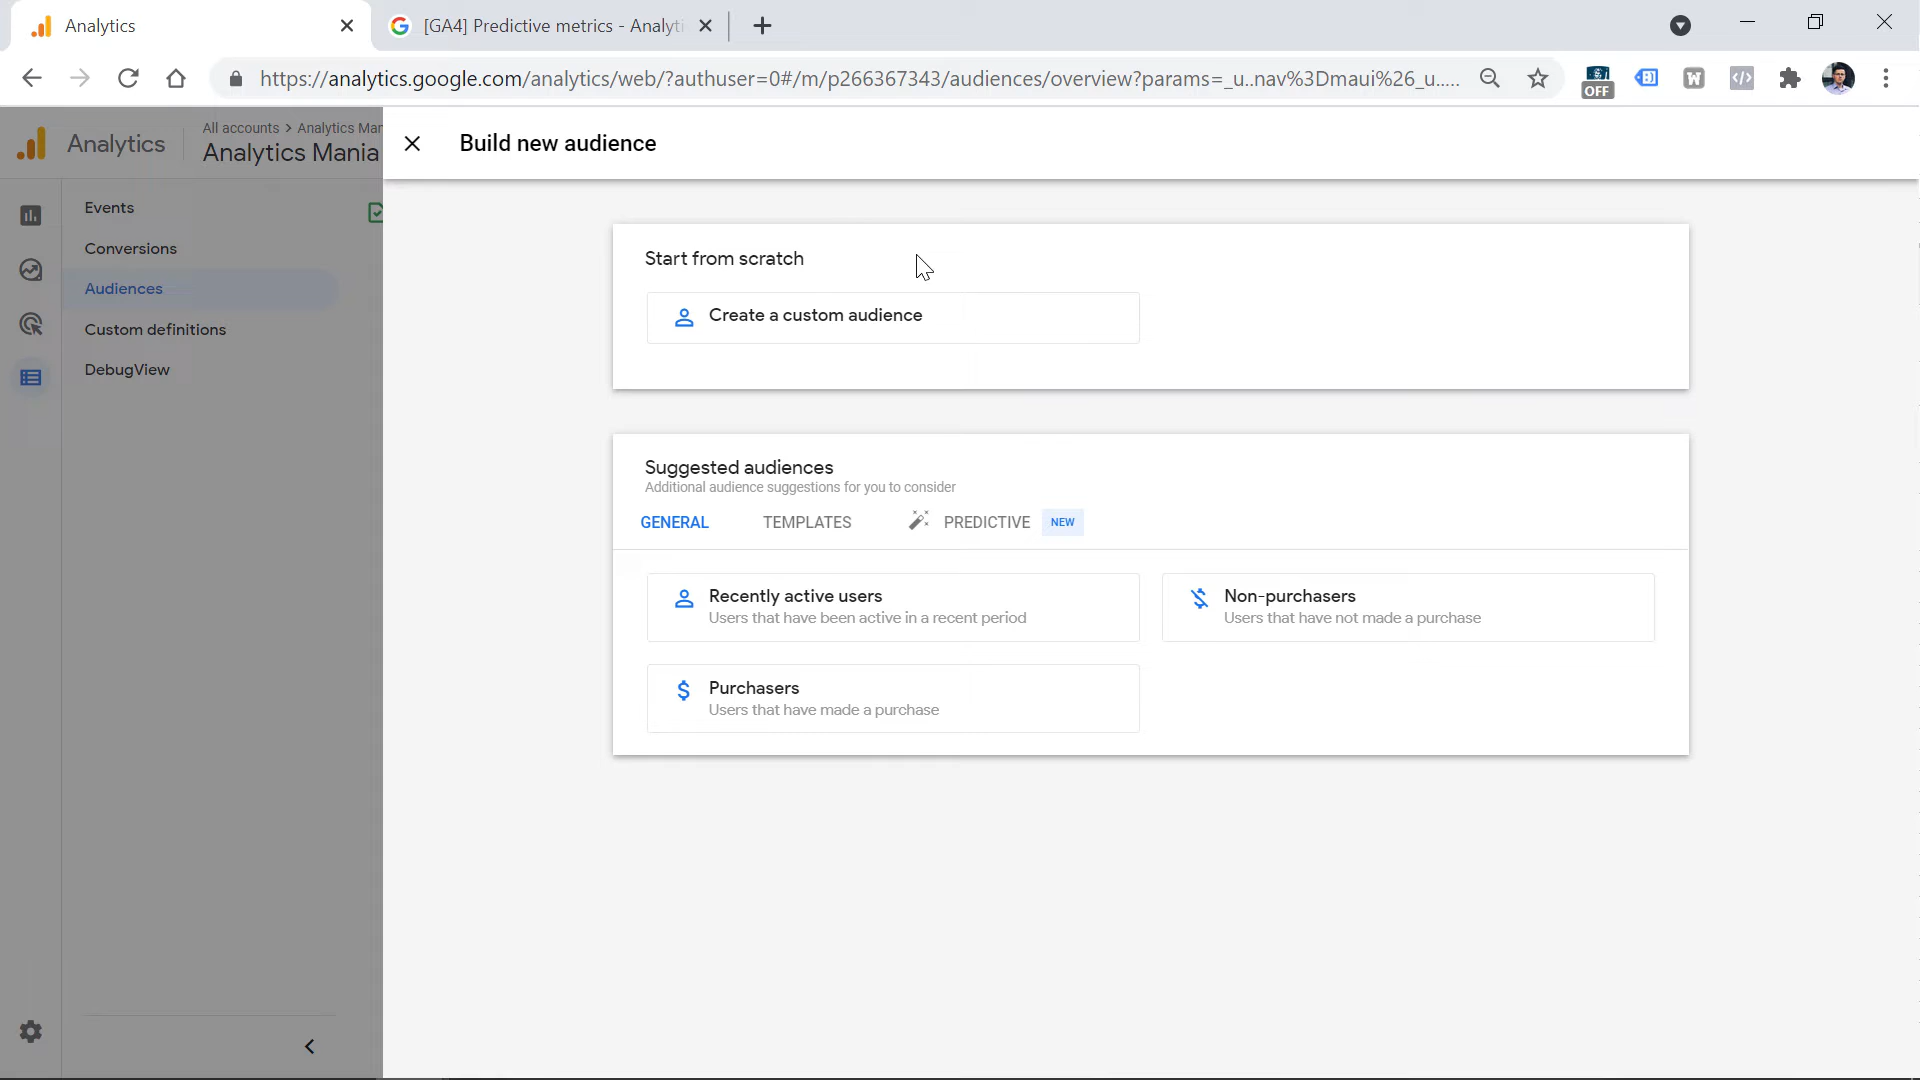 Analytics
[GA4] Predictive metrics - Analyti
https://analytics.google.com/analytics/web/?authuser=0#/m/p266367343/audiences/overview?params=_u..nav%3Dmaui%26_u.....
OFF
W
Analytics
All accounts > Analytics Man
Analytics Mania
Build new audience
Events
Conversions
Audiences
Custom definitions
DebugView
Start from scratch
Create a custom audience
Suggested audiences
Additional audience suggestions for you to consider
GENERAL TEMPLATES PREDICTIVE NEW
Recently active users
Users that have been active in a recent period
Non-purchasers
Users that have not made a purchase
Purchasers
Users that have made a purchase